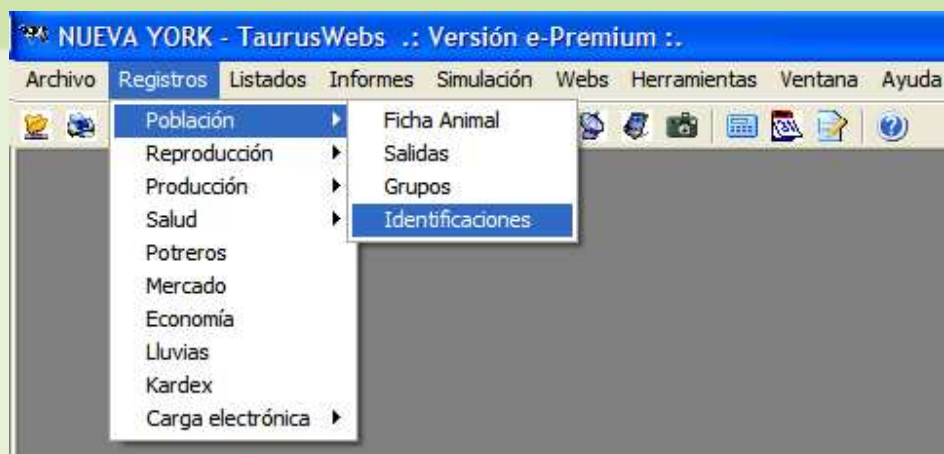 NUEVA YORK - TaurusWebs .: Versión e-Premium :.
Archivo Registros Listados Informes Simulación Webs Herramientas Ventana Ayuda
Población
Reproducción
Producción
Salud
Potreros
Mercado
Economía
Lluvias
Kardex
Carga electrónica
Ficha Animal
Salidas
Grupos
Identificaciones